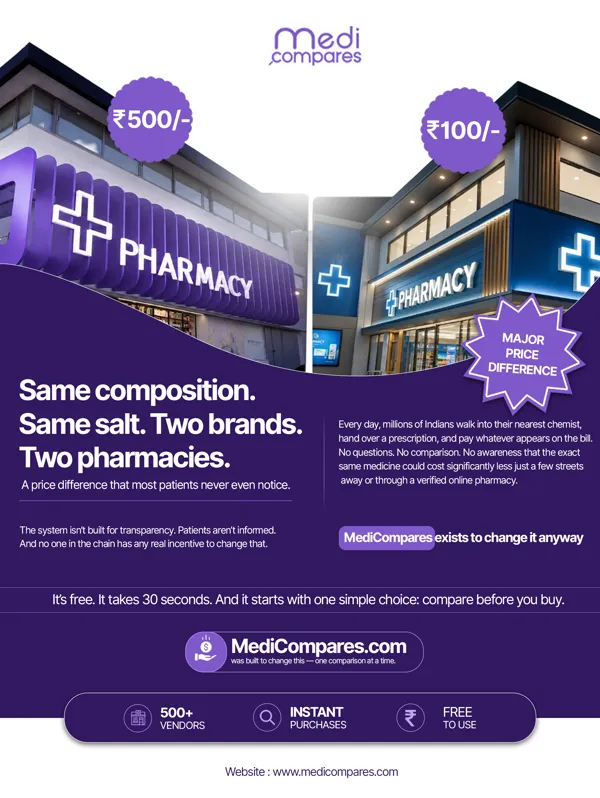 medi
compares
₹500/-
₹100/-
PHARMACY
PHARMACY
MAJOR
PRICE
DIFFERENCE
Same composition.
Same salt. Two brands.
Two pharmacies.
A price difference that most patients never even notice.
The system isn't built for transparency. Patients aren't informed.
And no one in the chain has any real incentive to change that.
Every day, millions of Indians walk into their nearest chemist,
hand over a prescription, and pay whatever appears on the bill.
No questions. No comparison. No awareness that the exact
same medicine could cost significantly less just a few streets
away or through a verified online pharmacy.
MediCompares exists to change it anyway
It's free. It takes 30 seconds. And it starts with one simple choice: compare before you buy.
MediCompares.com
was built to change this — one comparison at a time.
500+
VENDORS
INSTANT
PURCHASES
FREE
TO USE
Website : www.medicompares.com